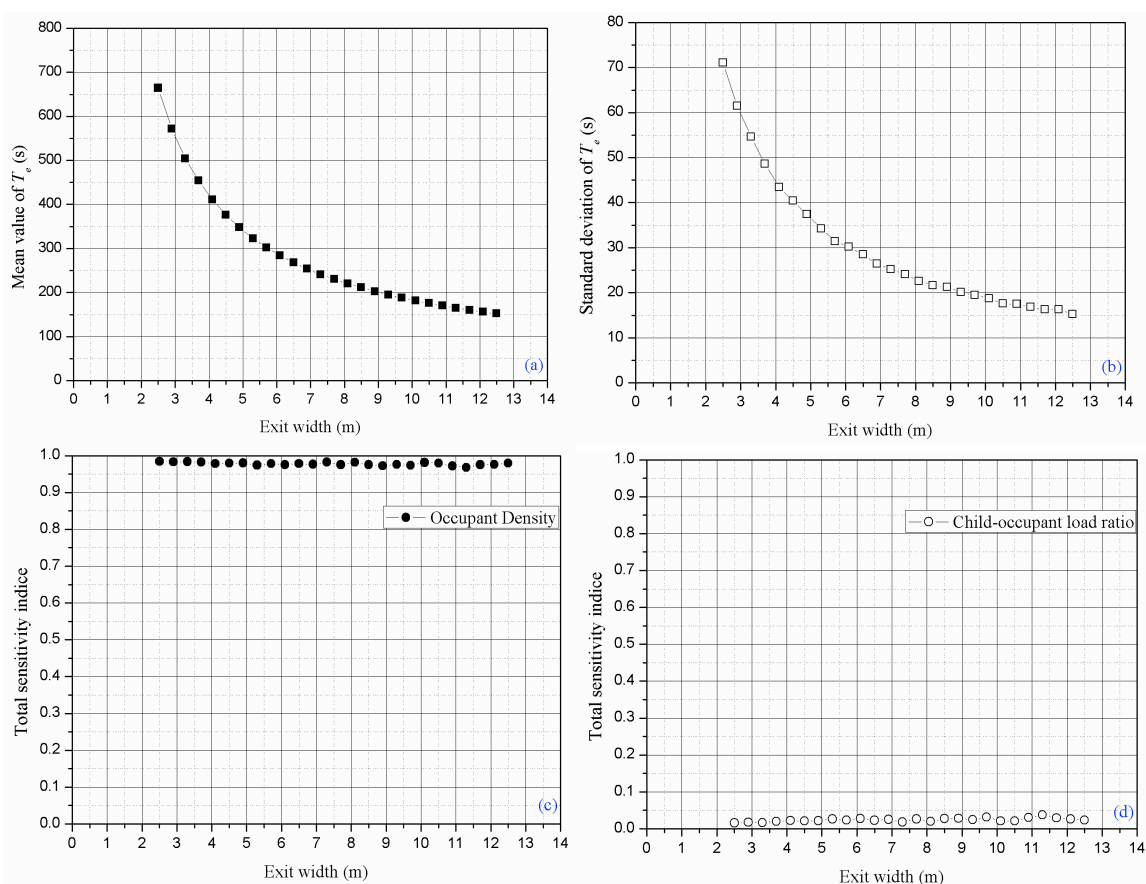 800
700
600
500
400
300
200
100
0
Mean value of Te (s)
0 1 2 3 4 5 6 7 8 9 10 11 12 13 14
Exit width (m)
(a)
80
70
60
50
40
30
20
10
0
Standard deviation of Te (s)
0 1 2 3 4 5 6 7 8 9 10 11 12 13 14
Exit width (m)
(b)
1.0
0.9
0.8
0.7
0.6
0.5
0.4
0.3
0.2
0.1
0.0
Total sensitivity indice
Occupant Density
0 1 2 3 4 5 6 7 8 9 10 11 12 13 14
Exit width (m)
(c)
1.0
0.9
0.8
0.7
0.6
0.5
0.4
0.3
0.2
0.1
0.0
Total sensitivity indice
Child-occupant load ratio
0 1 2 3 4 5 6 7 8 9 10 11 12 13 14
Exit width (m)
(d)